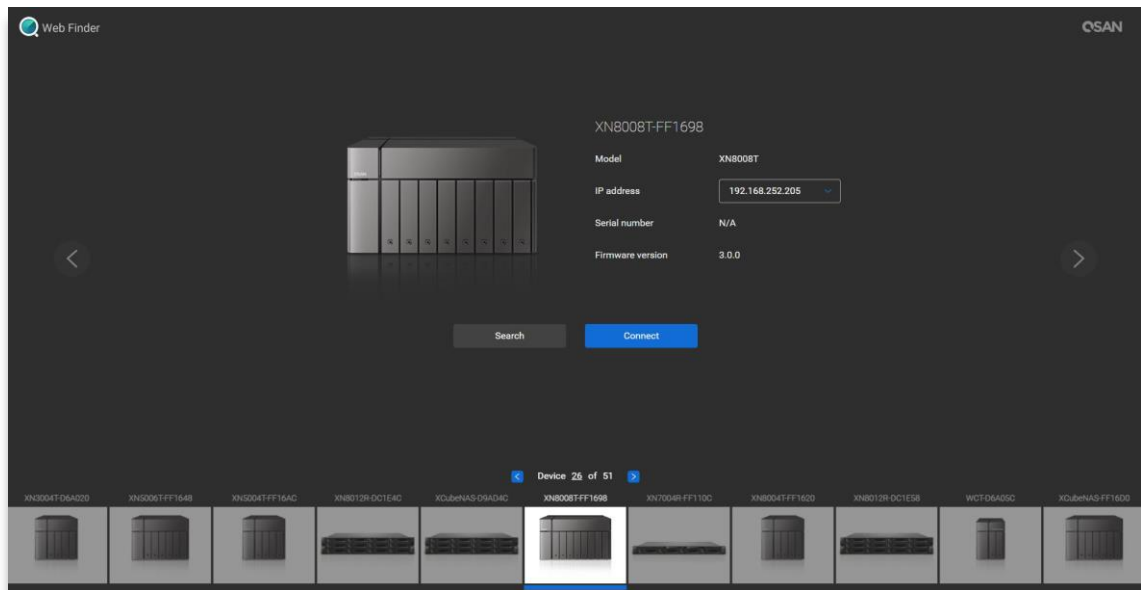 Web Finder
QSAN
XN8008T-FF1698
Model XN8008T
IP address 192.168.252.205
Serial number N/A
Firmware version 3.0.0
Search Connect
Device 26 of 51
XN3004T-D6A020 XN5006T-FF1648 XN5004T-FF16AC XN8012R-DC1E4C XCubeNAS-D9AD4C XN8008T-FF1698 XN7004R-FF110C XN8004T-FF1620 XN8012R-DC1E58 WCT-D6A05C XCubeNAS-FF16D0